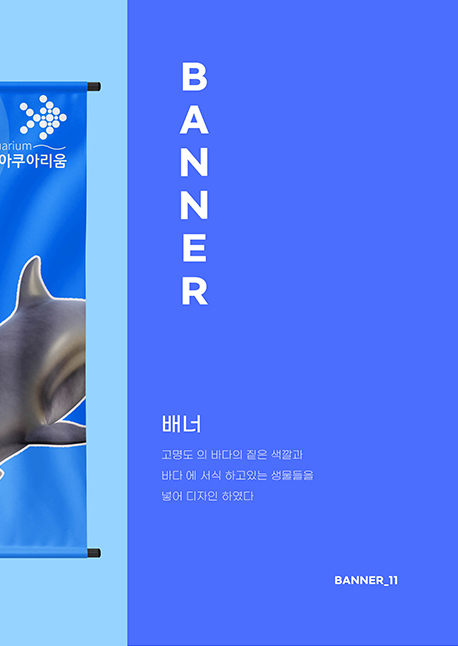 uarium
아쿠아리움
BANNER
배너
고명도 의 바다의 짙은 색깔과
바다 에 서식 하고있는 생물들을
넣어 디자인 하였다
BANNER_11